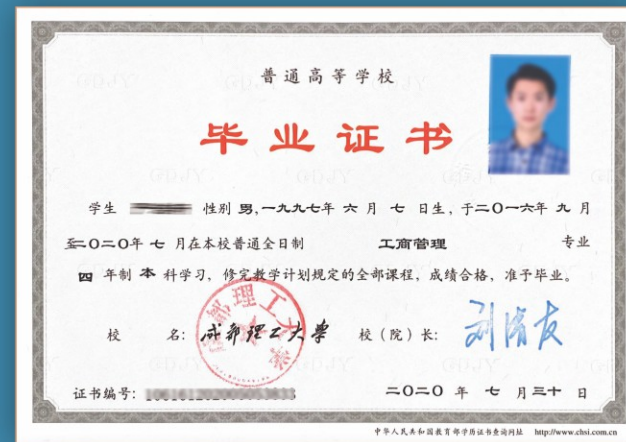 普通高等学校
毕业证书
学生 性别 男,一九九七年 六 月 七 日生，于二〇一六年 九 月
至二〇二〇年 七 月在本校普通全日制 工商管理 专业
四 年制 本 科学习，修完教学计划规定的全部课程，成绩合格，准予毕业。
校 名: 成都理工大学 校（院）长: 刘清友
证书编号:
二〇二〇 年 七 月 三十 日
中华人民共和国教育部学历证书查询网址 http://www.chsi.com.cn